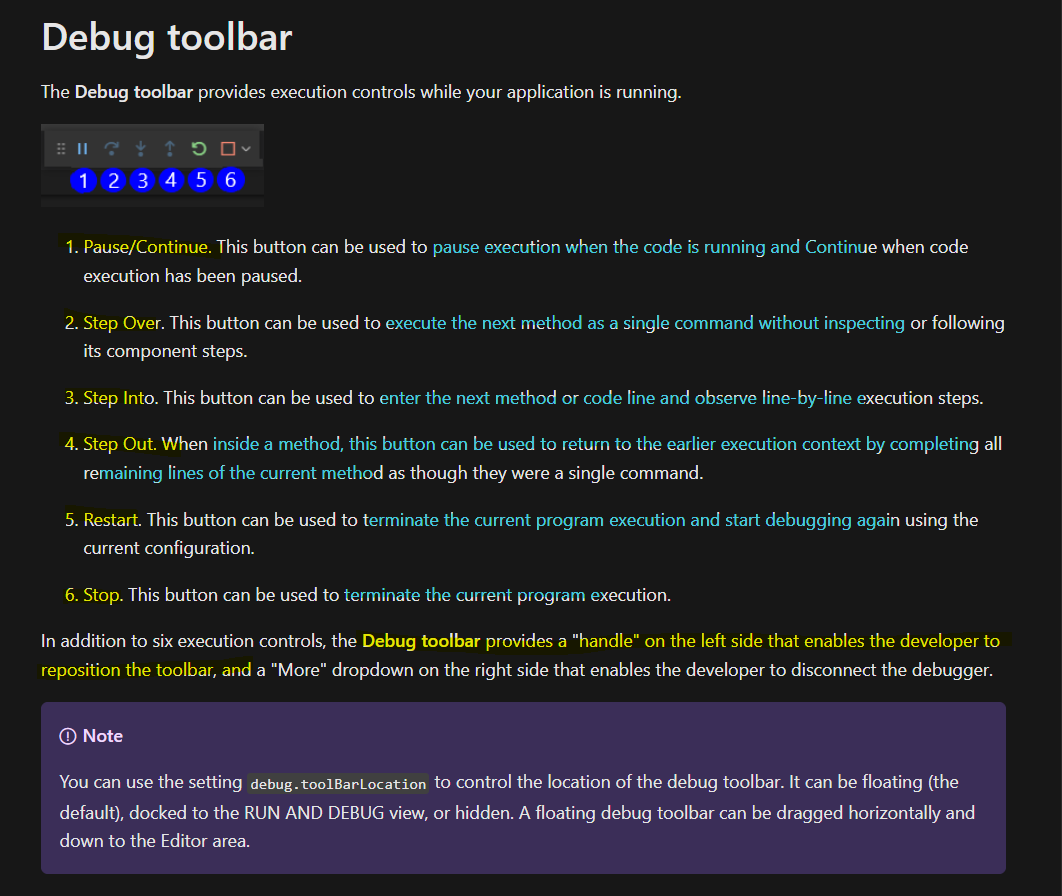 Debug toolbar
The Debug toolbar provides execution controls while your application is running.
1 2 3 4 5 6
1. Pause/Continue. This button can be used to pause execution when the code is running and Continue when code
execution has been paused.
2. Step Over. This button can be used to execute the next method as a single command without inspecting or following
its component steps.
3. Step Into. This button can be used to enter the next method or code line and observe line-by-line execution steps.
4. Step Out. When inside a method, this button can be used to return to the earlier execution context by completing all
remaining lines of the current method as though they were a single command.
5. Restart. This button can be used to terminate the current program execution and start debugging again using the
current configuration.
6. Stop. This button can be used to terminate the current program execution.
In addition to six execution controls, the Debug toolbar provides a "handle" on the left side that enables the developer to
reposition the toolbar, and a "More" dropdown on the right side that enables the developer to disconnect the debugger.
Note
You can use the setting debug.toolBarLocation to control the location of the debug toolbar. It can be floating (the
default), docked to the RUN AND DEBUG view, or hidden. A floating debug toolbar can be dragged horizontally and
down to the Editor area.